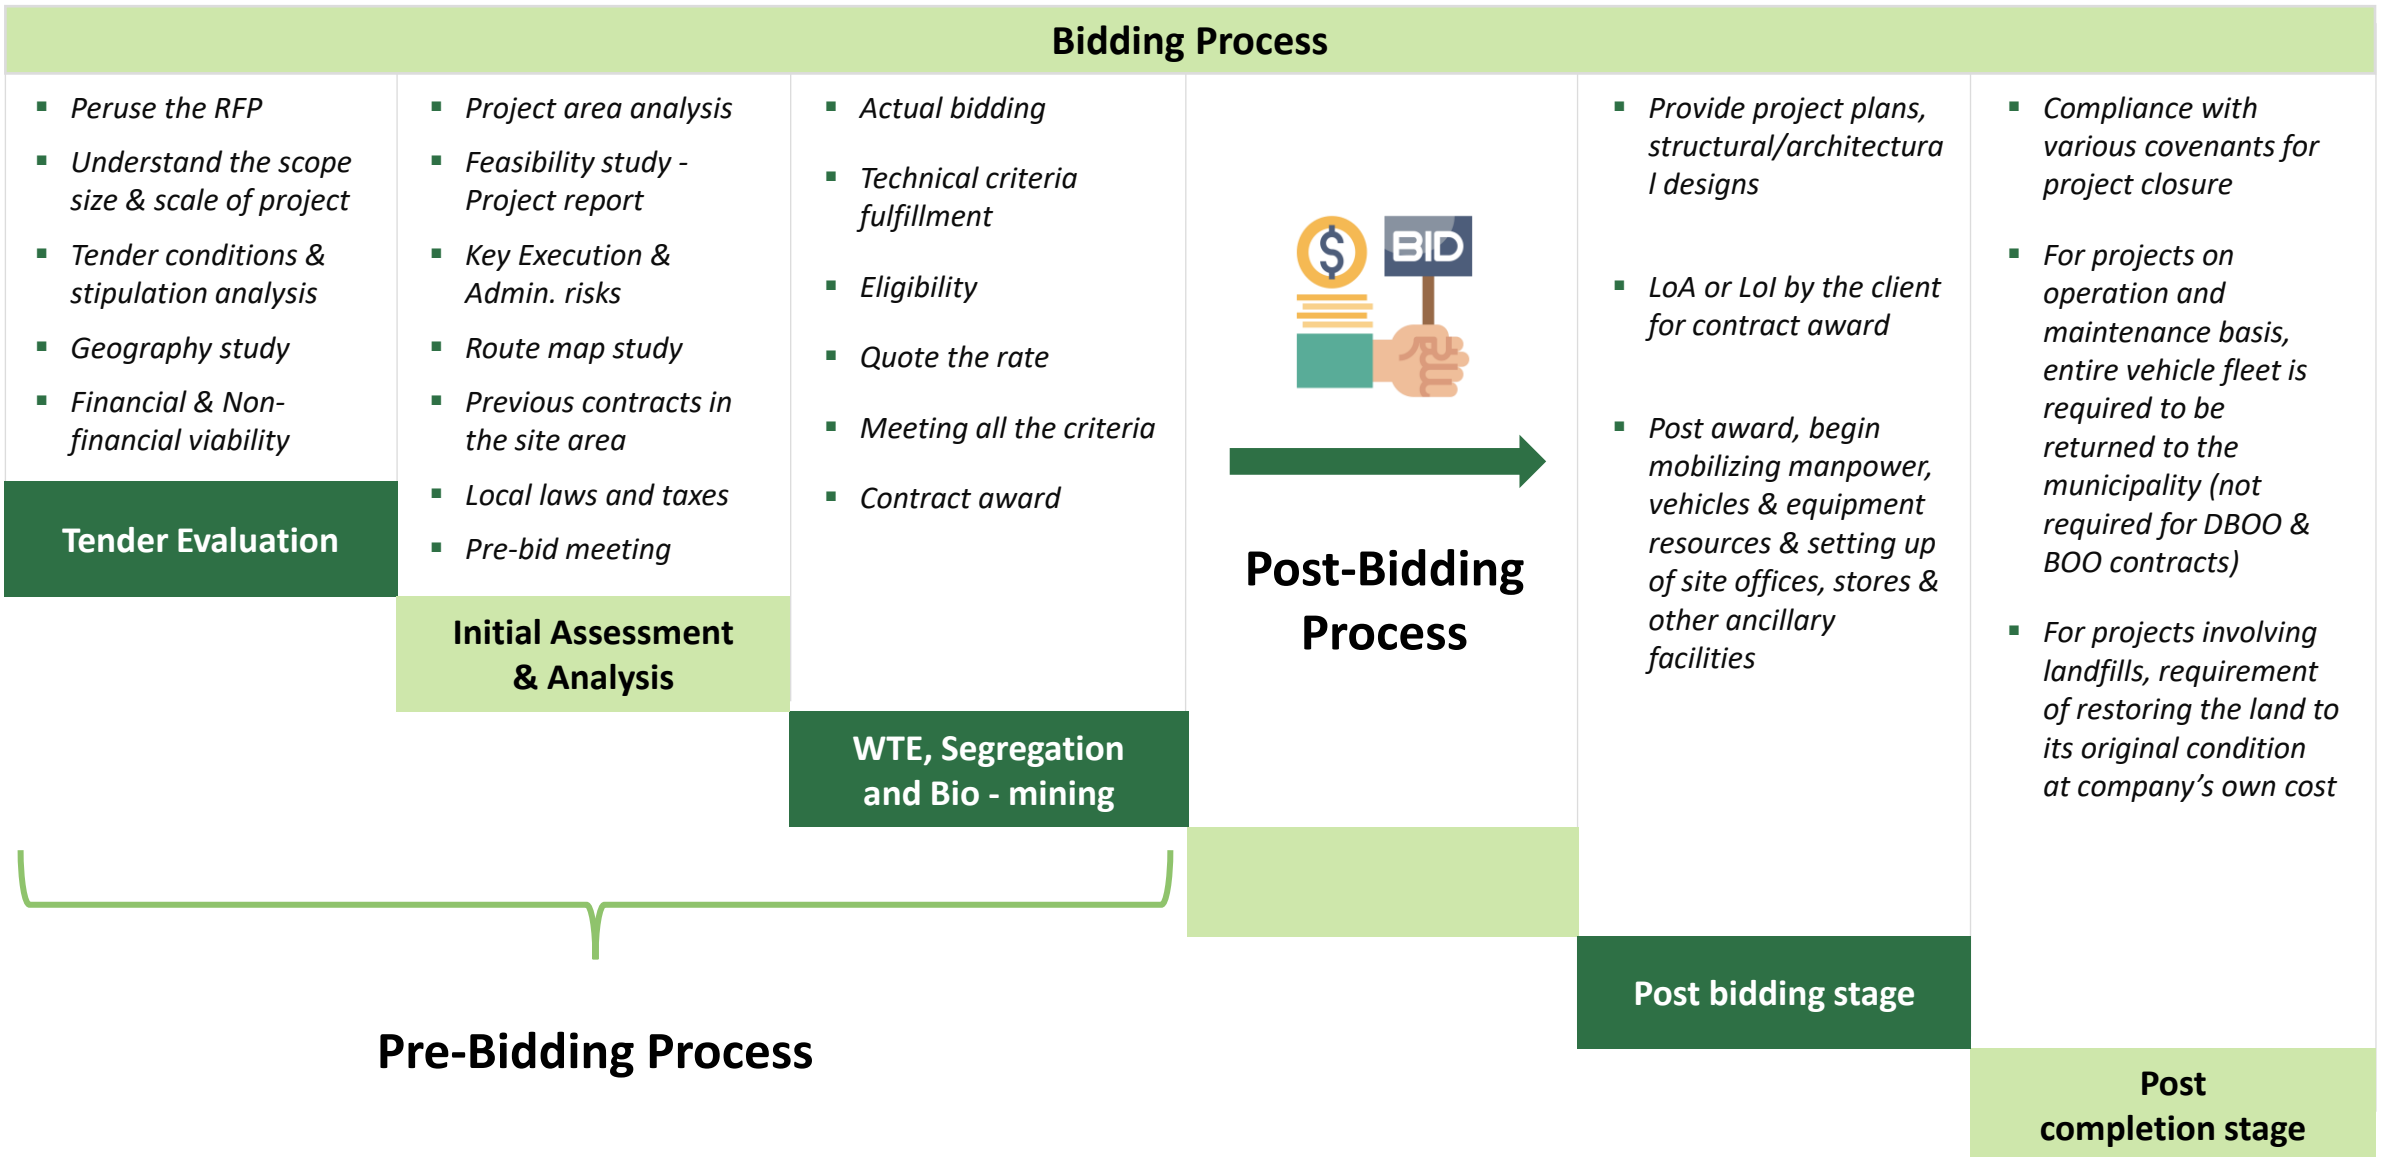 Bidding Process
Peruse the RFP
Understand the scope
size & scale of project
Tender conditions &
stipulation analysis
Geography study
Financial & Non-
financial viability
Tender Evaluation
Project area analysis
Feasibility study -
Project report
Key Execution &
Admin. risks
Route map study
Previous contracts in
the site area
Local laws and taxes
Pre-bid meeting
Initial Assessment
& Analysis
Actual bidding
Technical criteria
fulfillment
Eligibility
Quote the rate
Meeting all the criteria
Contract award
WTE, Segregation
and Bio - mining
Pre-Bidding Process
$
BID
Post-Bidding
Process
Provide project plans,
structural/architectura
l designs
LoA or LoI by the client
for contract award
Post award, begin
mobilizing manpower,
vehicles & equipment
resources & setting up
of site offices, stores &
other ancillary
facilities
Post bidding stage
Compliance with
various covenants for
project closure
For projects on
operation and
maintenance basis,
entire vehicle fleet is
required to be
returned to the
municipality (not
required for DBOO &
BOO contracts)
For projects involving
landfills, requirement
of restoring the land to
its original condition
at company’s own cost
Post
completion stage